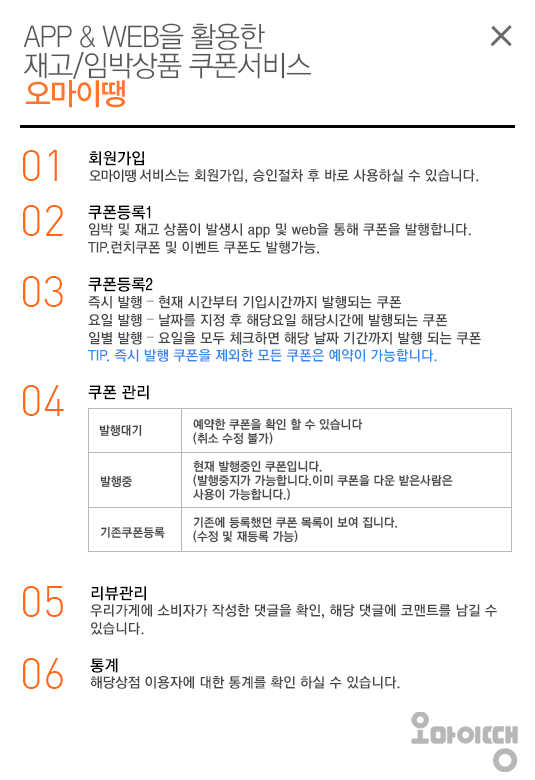 APP & WEB을 활용한
재고/임박상품 쿠폰서비스
오마이땡
01 회원가입
오마이땡 서비스는 회원가입, 승인절차 후 바로 사용하실 수 있습니다.
02 쿠폰등록1
임박 및 재고 상품이 발생시 app 및 web을 통해 쿠폰을 발행합니다.
TIP.런치쿠폰 및 이벤트 쿠폰도 발행가능.
03 쿠폰등록2
즉시 발행 - 현재 시간부터 기입시간까지 발행되는 쿠폰
요일 발행 - 날짜를 지정 후 해당요일 해당시간에 발행되는 쿠폰
일별 발행 - 요일을 모두 체크하면 해당 날짜 기간까지 발행 되는 쿠폰
TIP. 즉시 발행 쿠폰을 제외한 모든 쿠폰은 예약이 가능합니다.
04 쿠폰 관리
발행대기
예약한 쿠폰을 확인 할 수 있습니다
(취소 수정 불가)
발행중
현재 발행중인 쿠폰입니다.
(발행중지가 가능합니다.이미 쿠폰을 다운 받은사람은
사용이 가능합니다.)
기존쿠폰등록
기존에 등록했던 쿠폰 목록이 보여 집니다.
(수정 및 재등록 가능)
05 리뷰관리
우리가게에 소비자가 작성한 댓글을 확인, 해당 댓글에 코맨트를 남길 수
있습니다.
06 통계
해당상점 이용자에 대한 통계를 확인 하실 수 있습니다.
오마이땡